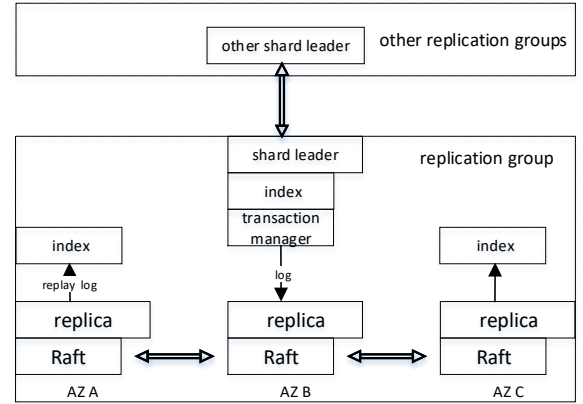 other shard leader
other replication groups
shard leader
replication group
index
transaction
manager
index
index
log
replay log
replica
replica
replica
Raft
Raft
Raft
AZ A
AZ B
AZ C